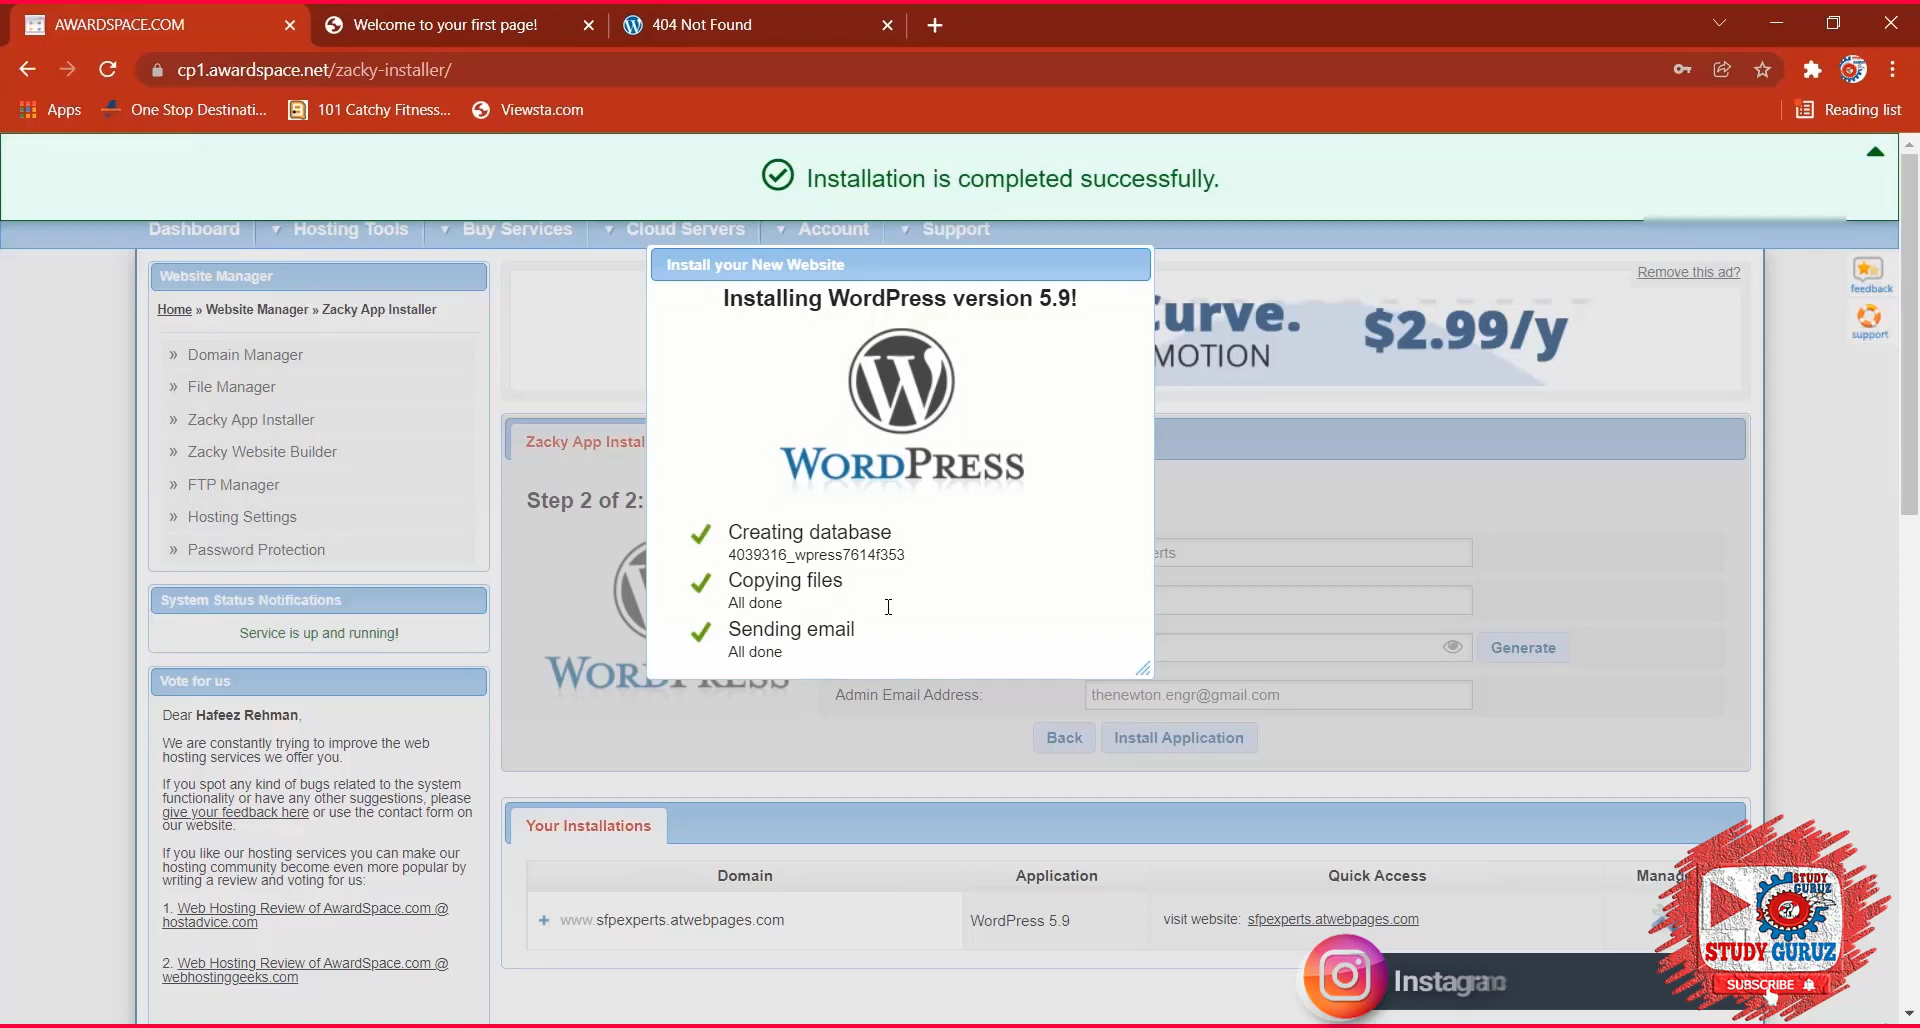 AWARDSPACE.COM
Welcome to your first page!
404 Not Found
cp1.awardspace.net/zacky-installer/
Apps
One Stop Destinati...
101 Catchy Fitness...
Viewsta.com
Reading list
Installation is completed successfully.
Dashboard
Hosting Tools
Buy Services
Cloud Servers
Account
Support
Website Manager
Home » Website Manager » Zacky App Installer
» Domain Manager
» File Manager
» Zacky App Installer
» Zacky Website Builder
» FTP Manager
» Hosting Settings
» Password Protection
System Status Notifications
Service is up and running!
Vote for us
Dear Hafeez Rehman,
We are constantly trying to improve the web
hosting services we offer you.
If you spot any kind of bugs related to the system
functionality or have any other suggestions, please
give your feedback here or use the contact form on
our website.
If you like our hosting services you can make our
hosting community become even more popular by
writing a review and voting for us:
1. Web Hosting Review of AwardSpace.com @
hostadvice.com
2. Web Hosting Review of AwardSpace.com @
webhostinggeeks.com
Remove this ad?
curve.
MOTION
$2.99/y
feedback
support
Install your New Website
Installing WordPress version 5.9!
WORDPRESS
Creating database
4039316_wpress7614f353
Copying files
All done
Sending email
All done
Zacky App Instal
Step 2 of 2:
erts
Generate
Admin Email Address:
thenewton.engr@gmail.com
Back
Install Application
Your Installations
Domain
Application
Quick Access
Manag
+ www.sfpexperts.atwebpages.com
WordPress 5.9
visit website: sfpexperts.atwebpages.com
Instagram
STUDY
GURUZ
STUDY GURUZ
SUBSCRIBE